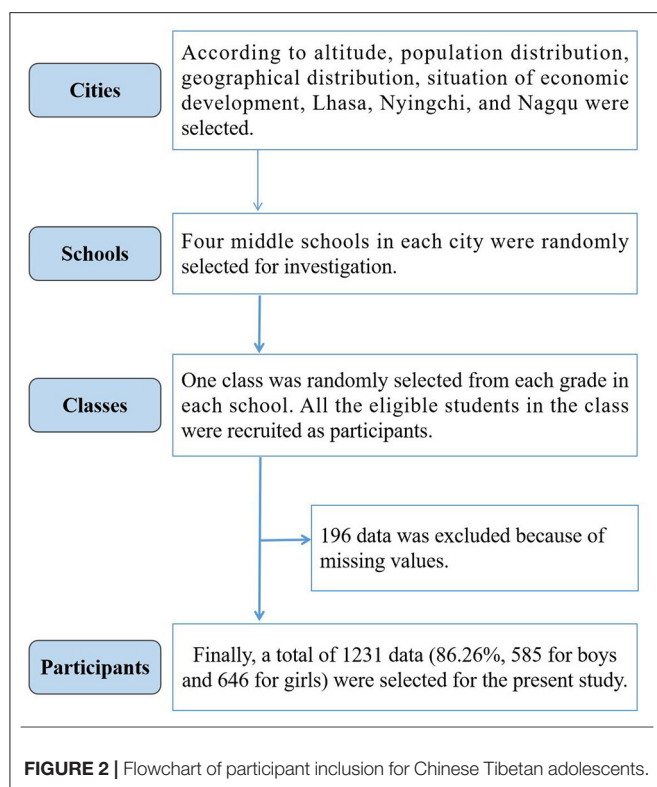 Cities
According to altitude, population distribution,
geographical distribution, situation of economic
development, Lhasa, Nyingchi, and Nagqu were
selected.
Schools
Four middle schools in each city were randomly
selected for investigation.
Classes
One class was randomly selected from each grade in
each school. All the eligible students in the class
were recruited as participants.
196 data was excluded because of
missing values.
Participants
Finally, a total of 1231 data (86.26%, 585 for boys
and 646 for girls) were selected for the present study.
FIGURE 2 | Flowchart of participant inclusion for Chinese Tibetan adolescents.